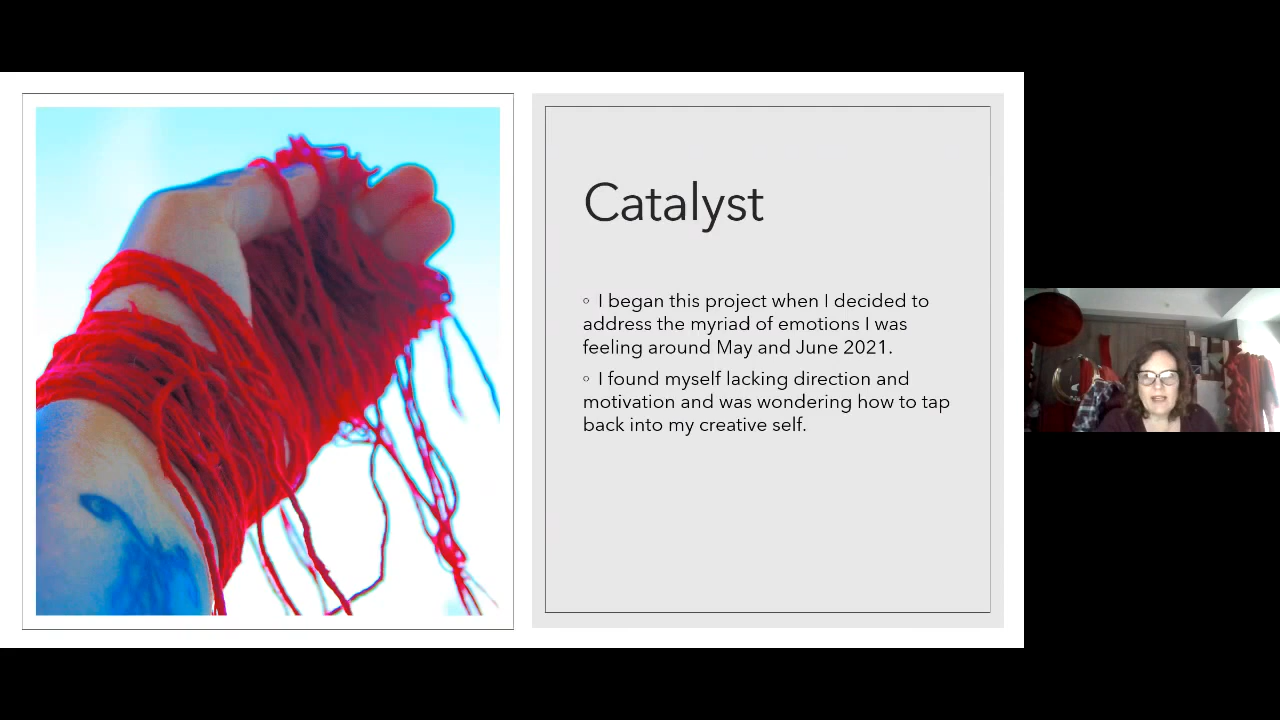 Catalyst
◦ I began this project when I decided to
address the myriad of emotions I was
feeling around May and June 2021.
◦ I found myself lacking direction and
motivation and was wondering how to tap
back into my creative self.